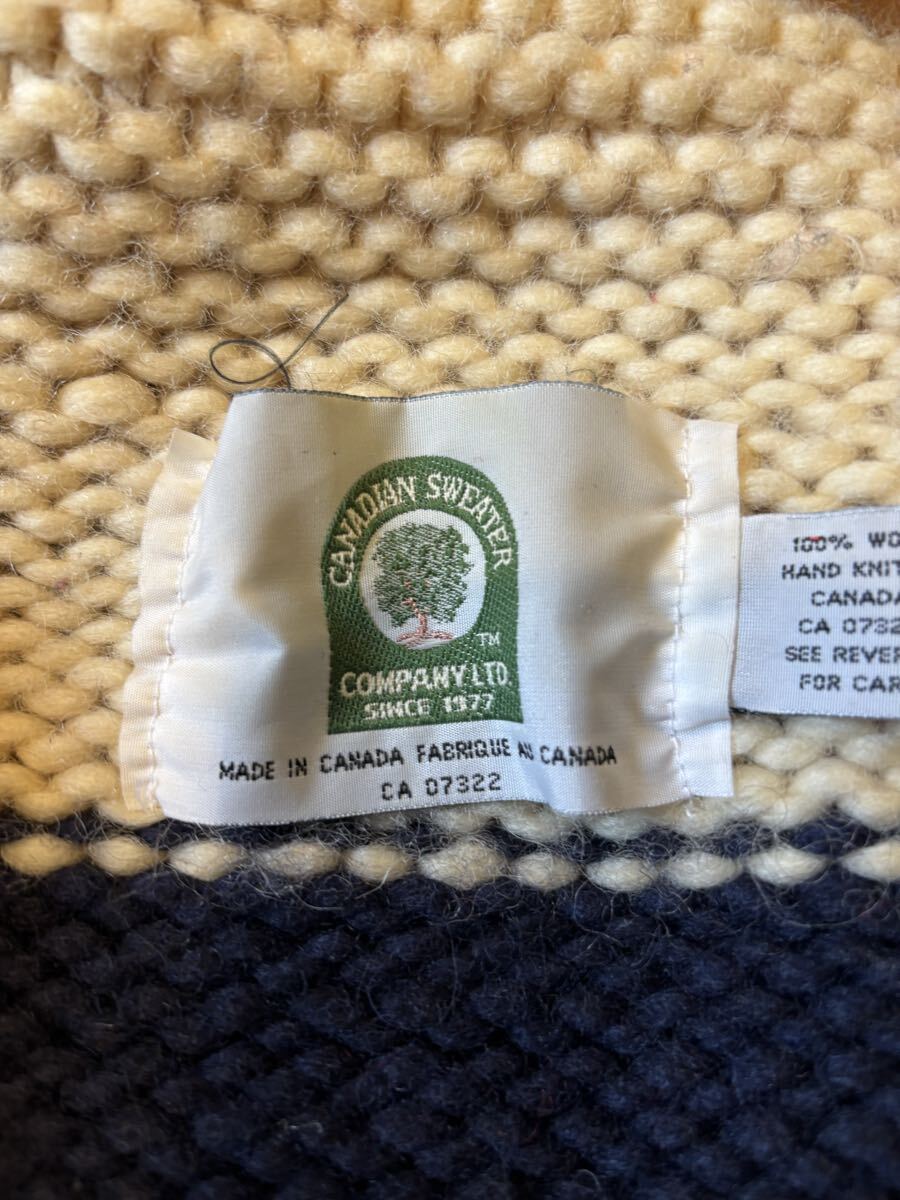 CANADIAN SWEATER
TM
COMPANY LTD.
SINCE 1977
MADE IN CANADA FABRIQUE AU CANADA
CA 07322
100% WO
HAND KNIT
CANADA
CA 0732
SEE REVER
FOR CAR